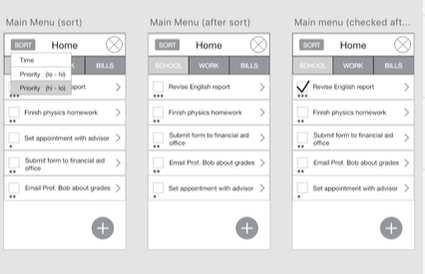 Main Menu (sort)
SORT
Home
Time
Priority (lo - hi)
Priority (hi - lo)
K
BILLS
port
Finish physics homework
Set appointment with advisor
Submit form to financial aid
office
Email Prof. Bob about grades
+
Main Menu (after sort)
SORT
Home
SCHOOL
WORK
BILLS
Revise English report
Finish physics homework
Submit form to financial aid
office
Email Prof. Bob about grades
Set appointment with advisor
+
Main menu (checked aft...
SORT
Home
SCHOOL
WORK
BILLS
Revise English report
Finish physics homework
Submit form to financial aid
office
Email Prof. Bob about grades
Set appointment with advisor
+